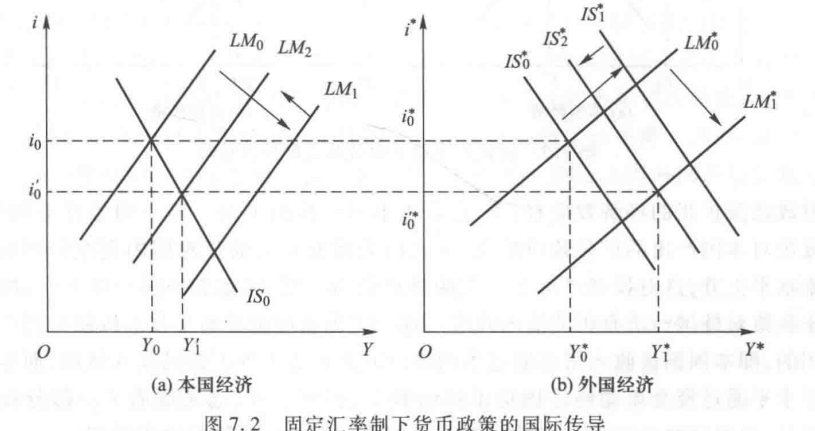 i
LM₀
LM₂
LM₁
i₀
i₀′
IS₀
O
Y₀
Y₁′
Y
(a) 本国经济
i*
IS₁*
IS₂*
IS₀*
LM₀*
LM₁*
i₀*
i₀′*
O
Y₀*
Y₁*
Y*
(b) 外国经济
图 7.2 固定汇率制下货币政策的国际传导